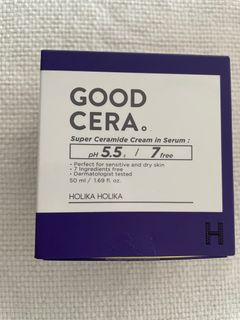 GOOD
CERA.
Super Ceramide Cream in Serum :
pH 5.5 / 7 free
- Perfect for sensitive and dry skin
- 7 Ingredients free
- Dermatologist tested
50 ml / 1.69 fl. oz.
HOLIKA HOLIKA
H